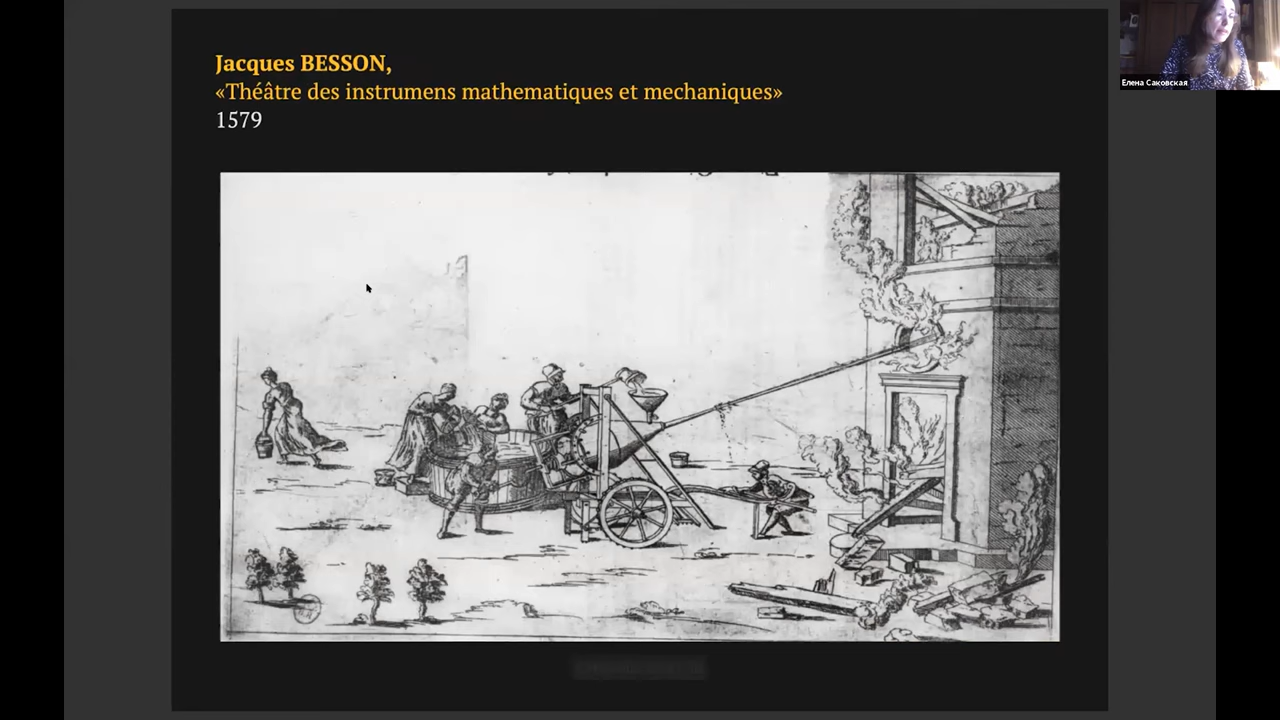 Jacques BESSON,
«Théâtre des instrumens mathematiques et mechaniques»
1579
Елена Саковская